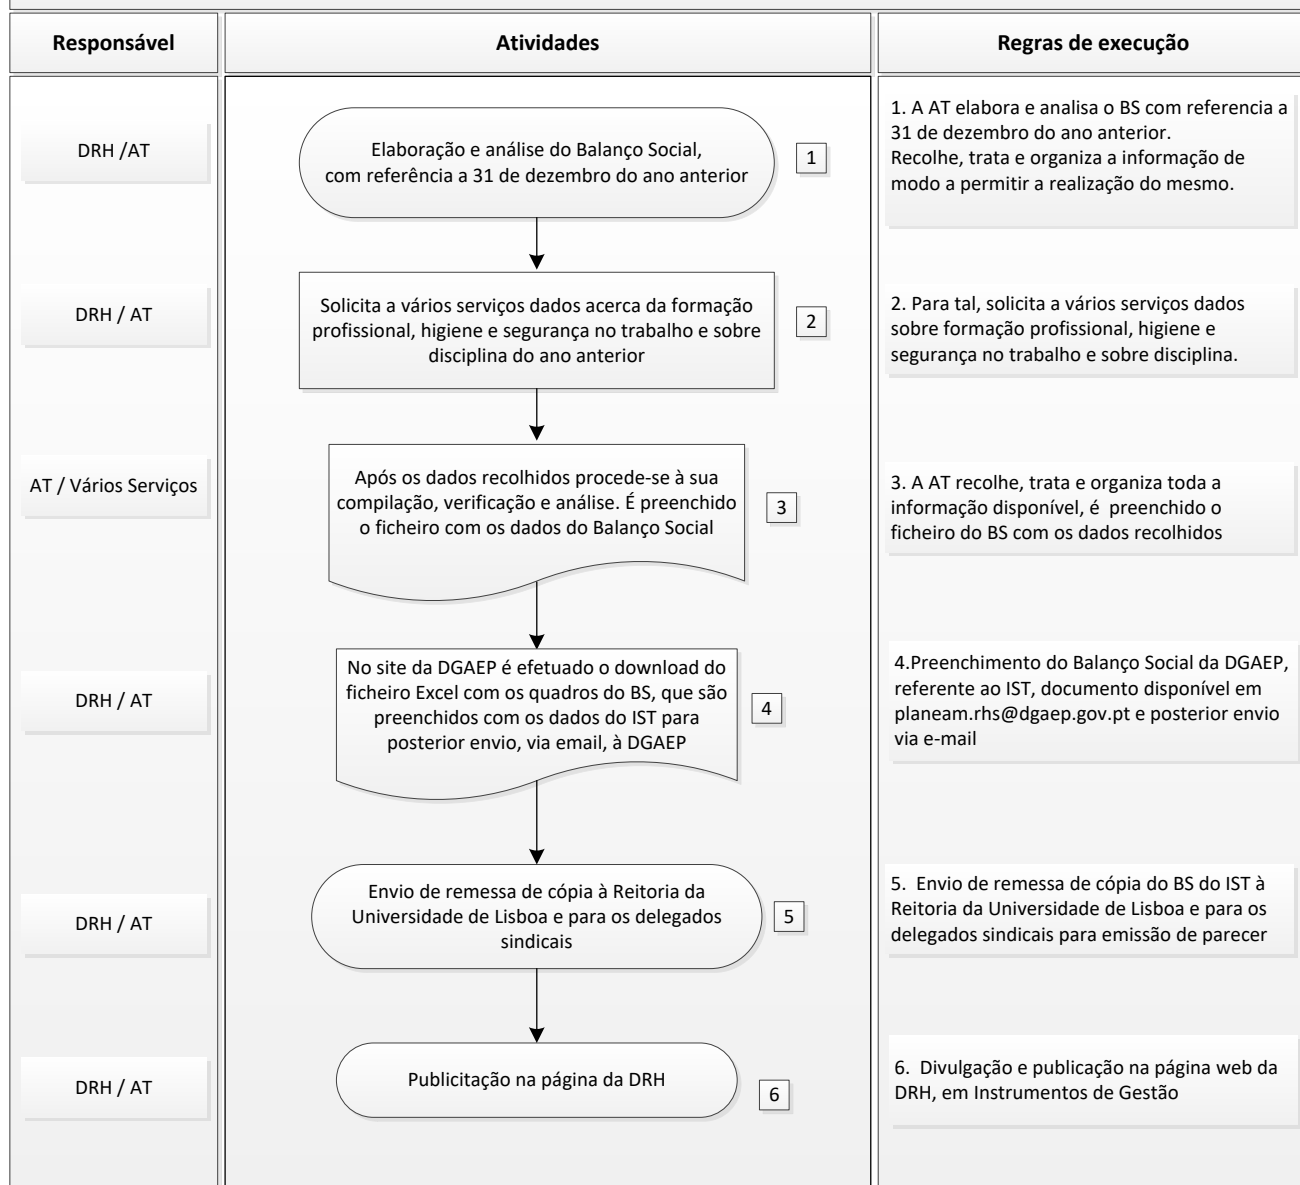 Responsável
Atividades
Regras de execução
DRH /AT
Elaboração e análise do Balanço Social,
com referência a 31 de dezembro do ano anterior
1
1. A AT elabora e analisa o BS com referencia a
31 de dezembro do ano anterior.
Recolhe, trata e organiza a informação de
modo a permitir a realização do mesmo.
DRH / AT
Solicita a vários serviços dados acerca da formação
profissional, higiene e segurança no trabalho e sobre
disciplina do ano anterior
2
2. Para tal, solicita a vários serviços dados
sobre formação profissional, higiene e
segurança no trabalho e sobre disciplina.
AT / Vários Serviços
Após os dados recolhidos procede-se à sua
compilação, verificação e análise. É preenchido
o ficheiro com os dados do Balanço Social
3
3. A AT recolhe, trata e organiza toda a
informação disponível, é  preenchido o
ficheiro do BS com os dados recolhidos
DRH / AT
No site da DGAEP é efetuado o download do
ficheiro Excel com os quadros do BS, que são
preenchidos com os dados do IST para
posterior envio, via email, à DGAEP
4
4.Preenchimento do Balanço Social da DGAEP,
referente ao IST, documento disponível em
planeam.rhs@dgaep.gov.pt e posterior envio
via e-mail
DRH / AT
Envio de remessa de cópia à Reitoria da
Universidade de Lisboa e para os delegados
sindicais
5
5.  Envio de remessa de cópia do BS do IST à
Reitoria da Universidade de Lisboa e para os
delegados sindicais para emissão de parecer
DRH / AT
Publicitação na página da DRH
6
6.  Divulgação e publicação na página web da
DRH, em Instrumentos de Gestão